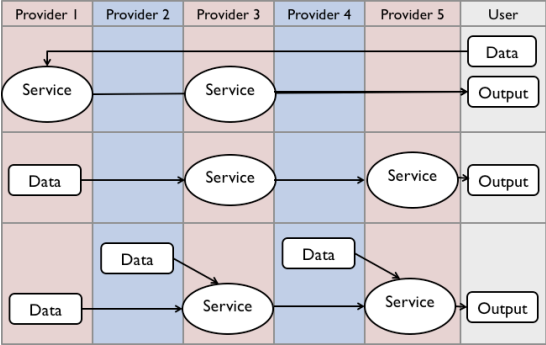 Provider 1 Provider 2 Provider 3 Provider 4 Provider 5 User
Data
Service Service Output
Data Service Service Output
Data Data
Data Service Service Output